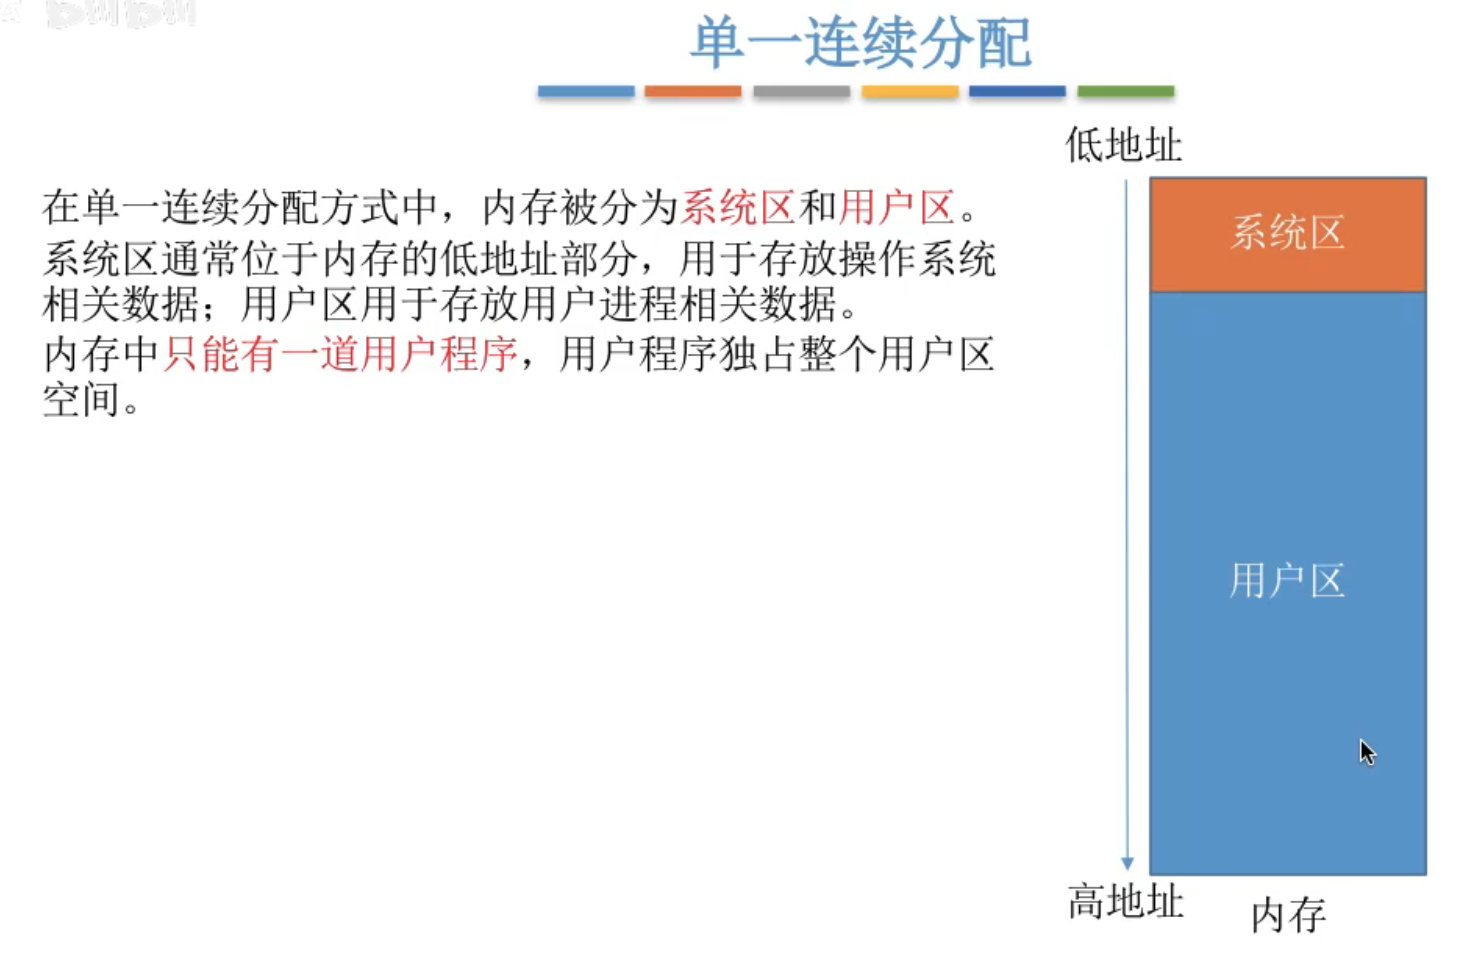 单一连续分配
低地址
在单一连续分配方式中，内存被分为系统区和用户区。
系统区通常位于内存的低地址部分，用于存放操作系统
相关数据；用户区用于存放用户进程相关数据。
内存中只能有一道用户程序，用户程序独占整个用户区
空间。
系统区
用户区
高地址
内存